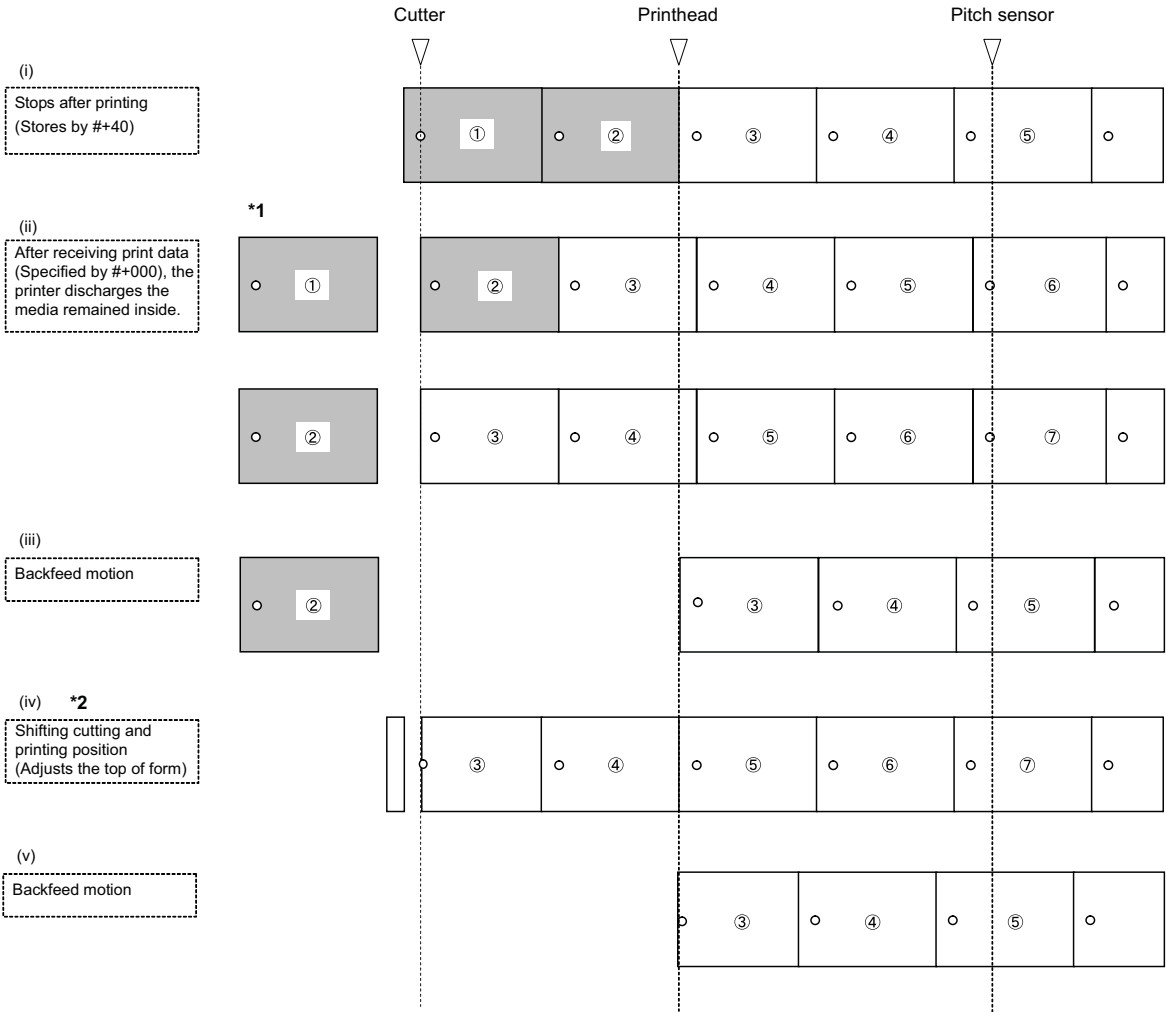 Cutter Printhead Pitch sensor
(i)
Stops after printing
(Stores by #+40)
① ② ③ ④ ⑤
*1
(ii)
After receiving print data
(Specified by #+000), the
printer discharges the
media remained inside.
① ② ③ ④ ⑤ ⑥
② ③ ④ ⑤ ⑥ ⑦
(iii)
Backfeed motion
② ③ ④ ⑤
(iv) *2
Shifting cutting and
printing position
(Adjusts the top of form)
③ ④ ⑤ ⑥ ⑦
(v)
Backfeed motion
③ ④ ⑤